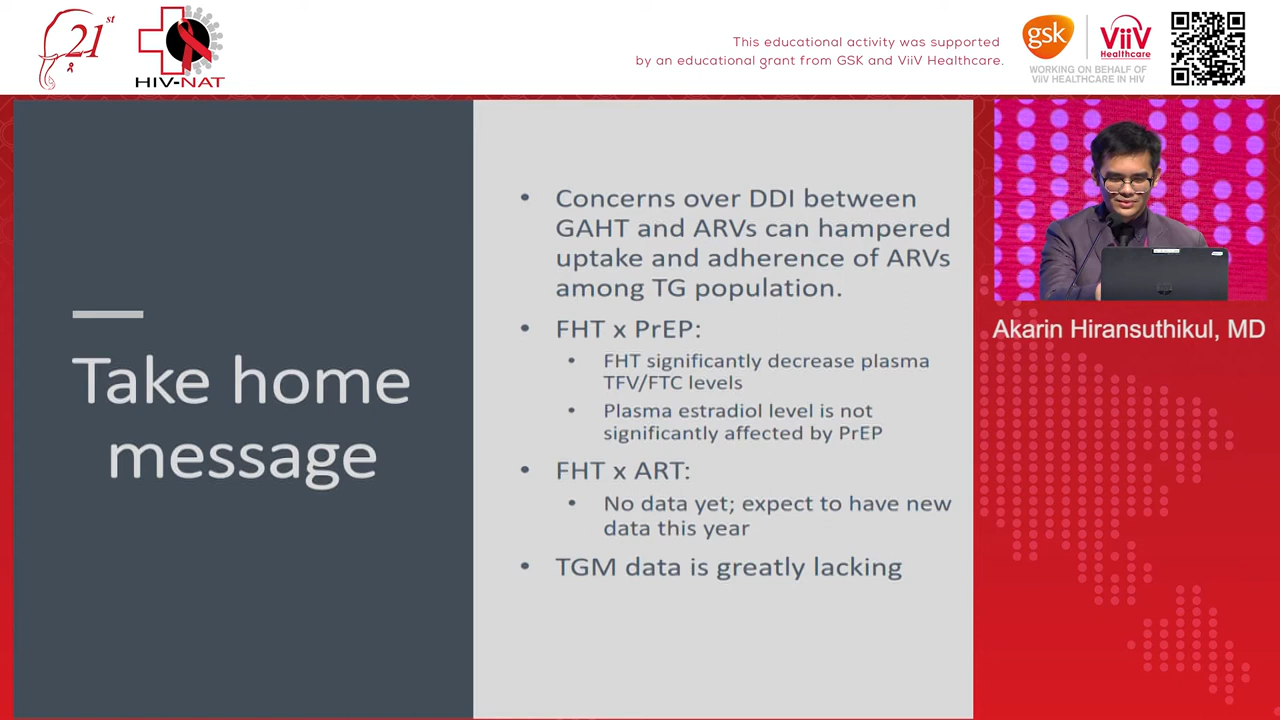 21st
HIV-NAT
This educational activity was supported
by an educational grant from GSK and ViiV Healthcare.
gsk
ViiV
Healthcare
WORKING ON BEHALF OF
VIIV HEALTHCARE IN HIV
Take home
message
• Concerns over DDI between
GAHT and ARVs can hampered
uptake and adherence of ARVs
among TG population.
• FHT x PrEP:
• FHT significantly decrease plasma
TFV/FTC levels
• Plasma estradiol level is not
significantly affected by PrEP
• FHT x ART:
• No data yet; expect to have new
data this year
• TGM data is greatly lacking
Akarin Hiransuthikul, MD